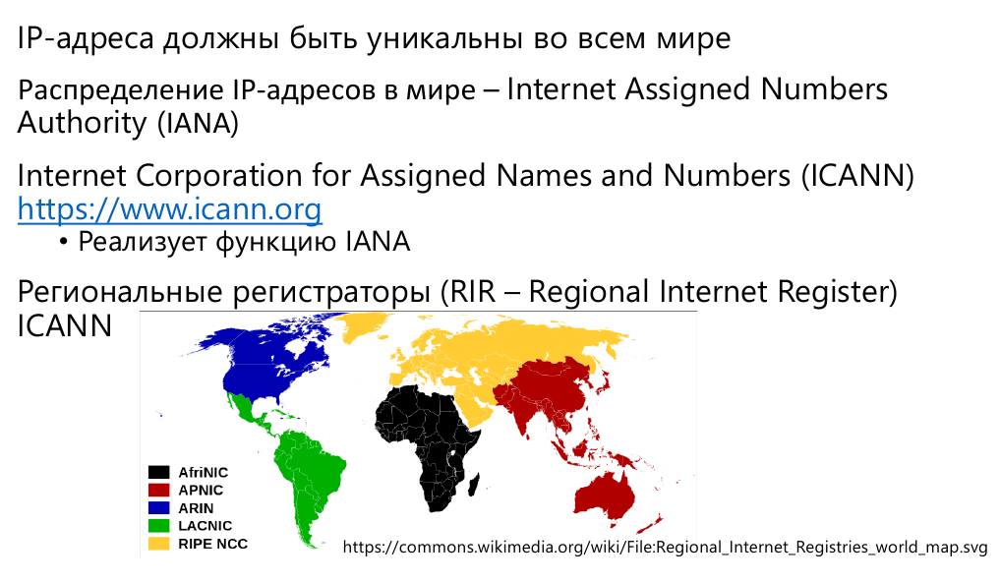 IP-адреса должны быть уникальны во всем мире
Распределение IP-адресов в мире – Internet Assigned Numbers
Authority (IANA)
Internet Corporation for Assigned Names and Numbers (ICANN)
https://www.icann.org
• Реализует функцию IANA
Региональные регистраторы (RIR – Regional Internet Register)
ICANN
AfriNIC
APNIC
ARIN
LACNIC
RIPE NCC
https://commons.wikimedia.org/wiki/File:Regional_Internet_Registries_world_map.svg